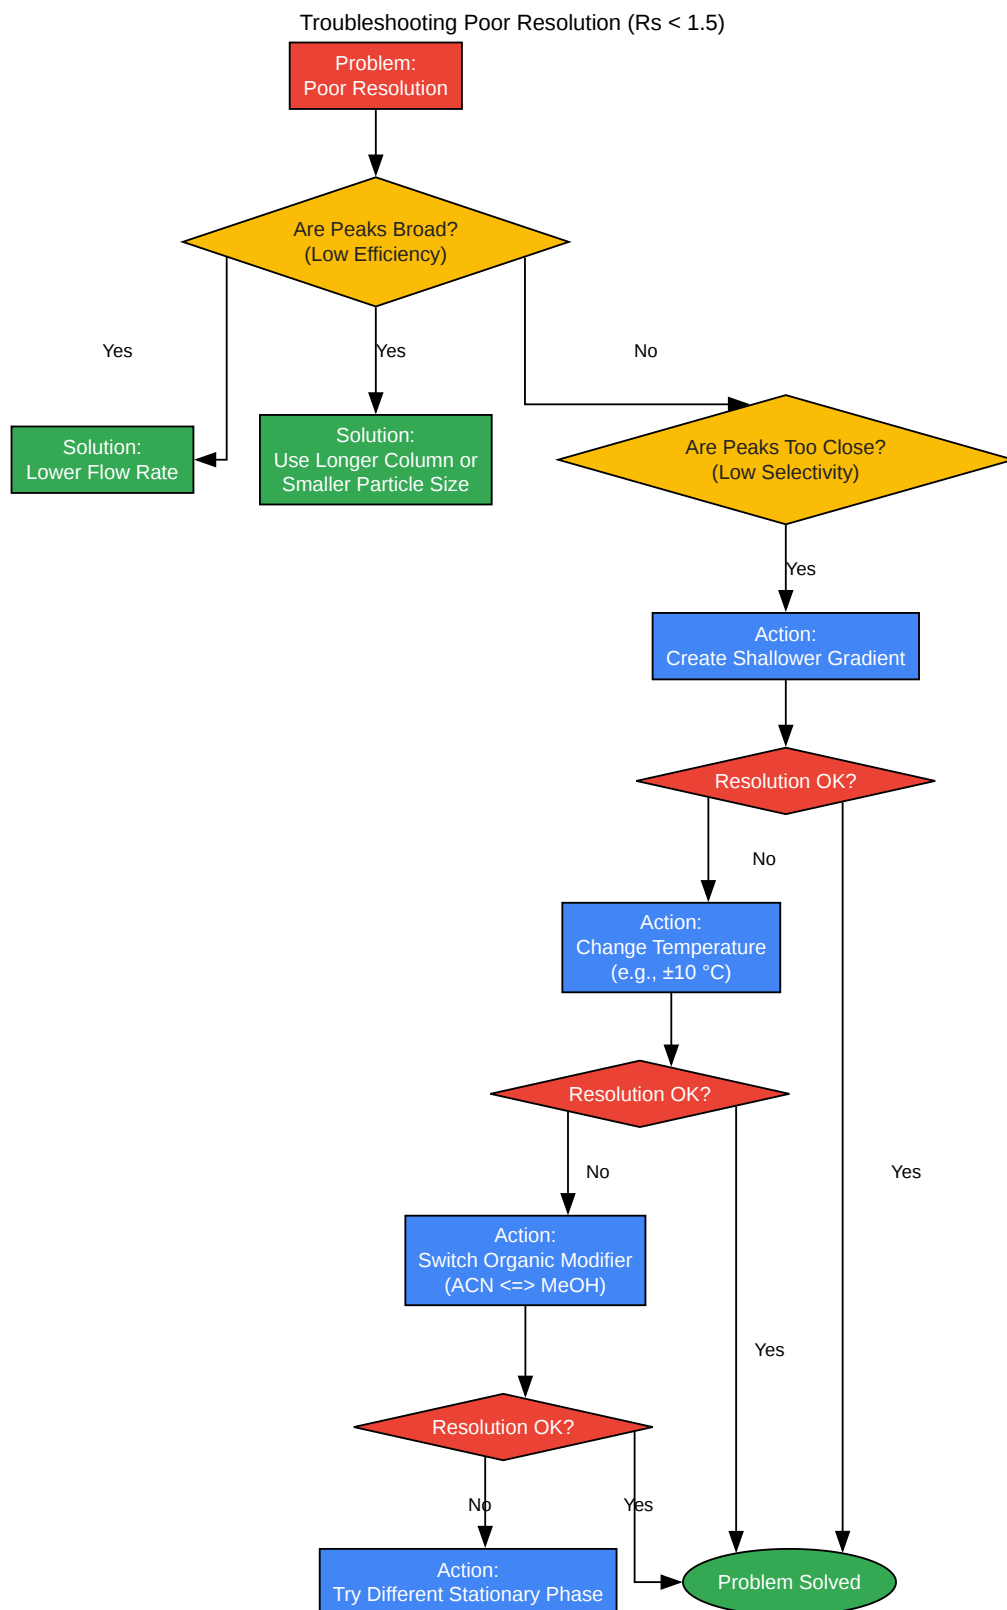 Troubleshooting Poor Resolution (Rs < 1.5)
Problem:
Poor Resolution
Are Peaks Broad?
(Low Efficiency)
Yes
Yes
No
Solution:
Lower Flow Rate
Solution:
Use Longer Column or
Smaller Particle Size
Are Peaks Too Close?
(Low Selectivity)
Yes
Action:
Create Shallower Gradient
Resolution OK?
No
Action:
Change Temperature
(e.g., ±10 °C)
Resolution OK?
No
Yes
Action:
Switch Organic Modifier
(ACN <=> MeOH)
Yes
Resolution OK?
No
Yes
Action:
Try Different Stationary Phase
Problem Solved